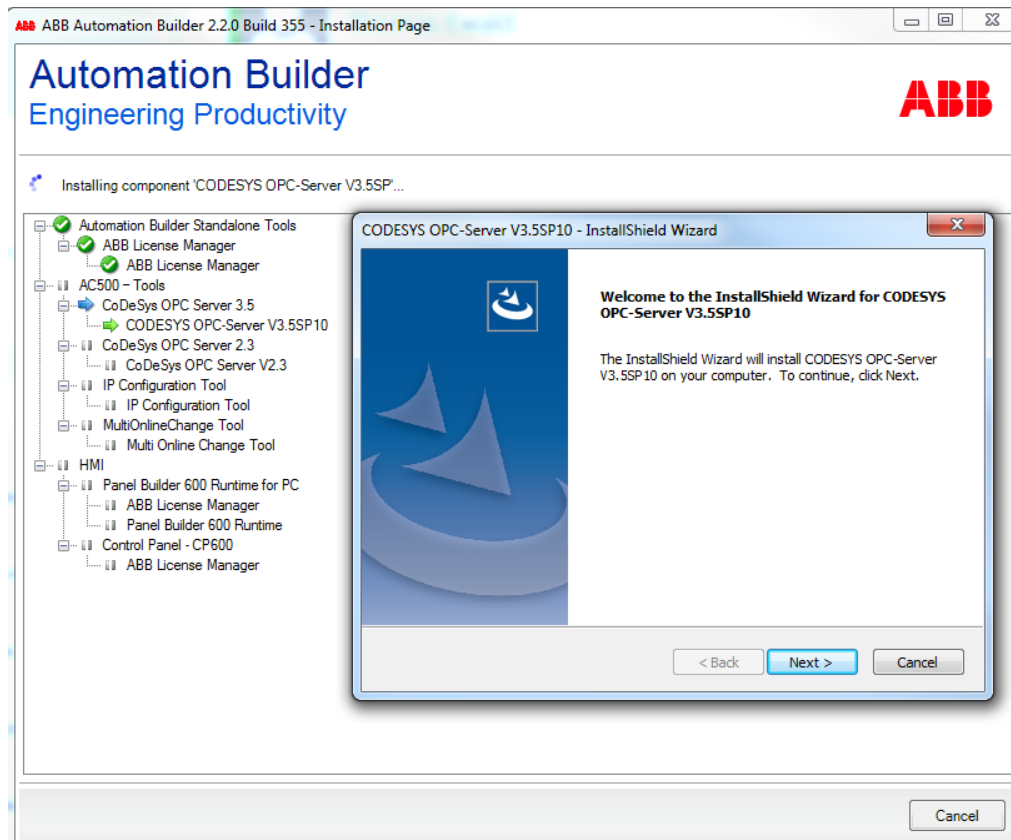 ABB ABB Automation Builder 2.2.0 Build 355 - Installation Page
Automation Builder
Engineering Productivity
ABB
Installing component 'CODESYS OPC-Server V3.5SP'...
Automation Builder Standalone Tools
ABB License Manager
ABB License Manager
AC500 – Tools
CoDeSys OPC Server 3.5
CODESYS OPC-Server V3.5SP10
CoDeSys OPC Server 2.3
CoDeSys OPC Server V2.3
IP Configuration Tool
IP Configuration Tool
MultiOnlineChange Tool
Multi Online Change Tool
HMI
Panel Builder 600 Runtime for PC
ABB License Manager
Panel Builder 600 Runtime
Control Panel - CP600
ABB License Manager
CODESYS OPC-Server V3.5SP10 - InstallShield Wizard
Welcome to the InstallShield Wizard for CODESYS
OPC-Server V3.5SP10
The InstallShield Wizard will install CODESYS OPC-Server
V3.5SP10 on your computer. To continue, click Next.
< Back Next > Cancel
Cancel